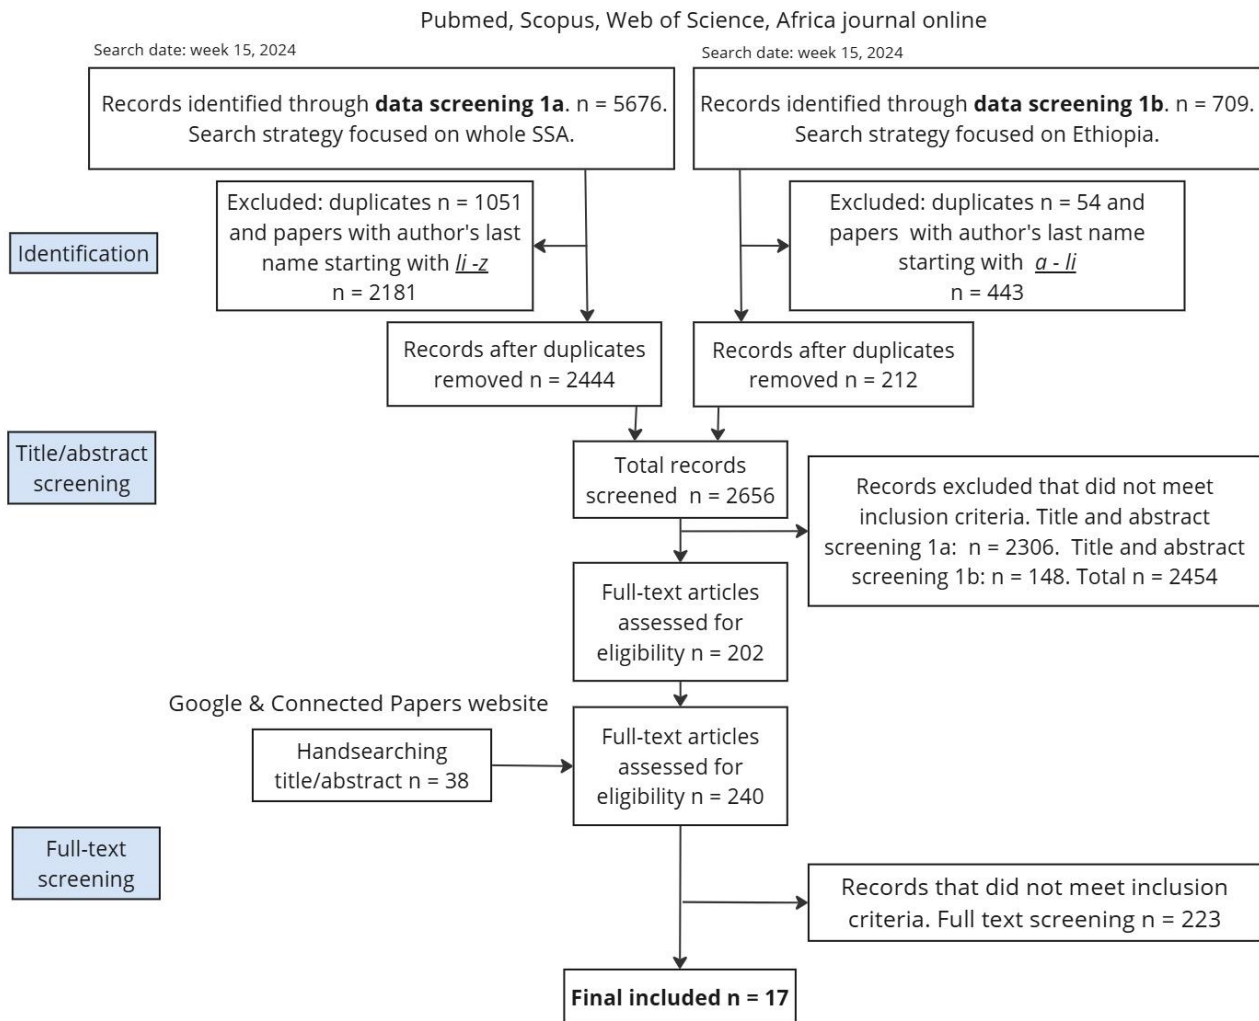 Pubmed, Scopus, Web of Science, Africa journal online
Search date: week 15, 2024
Search date: week 15, 2024
Records identified through data screening 1a. n = 5676.
Search strategy focused on whole SSA.
Records identified through data screening 1b. n = 709.
Search strategy focused on Ethiopia.
Identification
Excluded: duplicates n = 1051
and papers with author's last
name starting with li -z
n = 2181
Excluded: duplicates n = 54 and
papers with author's last name
starting with a - li
n = 443
Records after duplicates
removed n = 2444
Records after duplicates
removed n = 212
Title/abstract
screening
Total records
screened n = 2656
Records excluded that did not meet
inclusion criteria. Title and abstract
screening 1a: n = 2306. Title and abstract
screening 1b: n = 148. Total n = 2454
Full-text articles
assessed for
eligibility n = 202
Google & Connected Papers website
Handsearching
title/abstract n = 38
Full-text articles
assessed for
eligibility n = 240
Full-text
screening
Records that did not meet inclusion
criteria. Full text screening n = 223
Final included n = 17